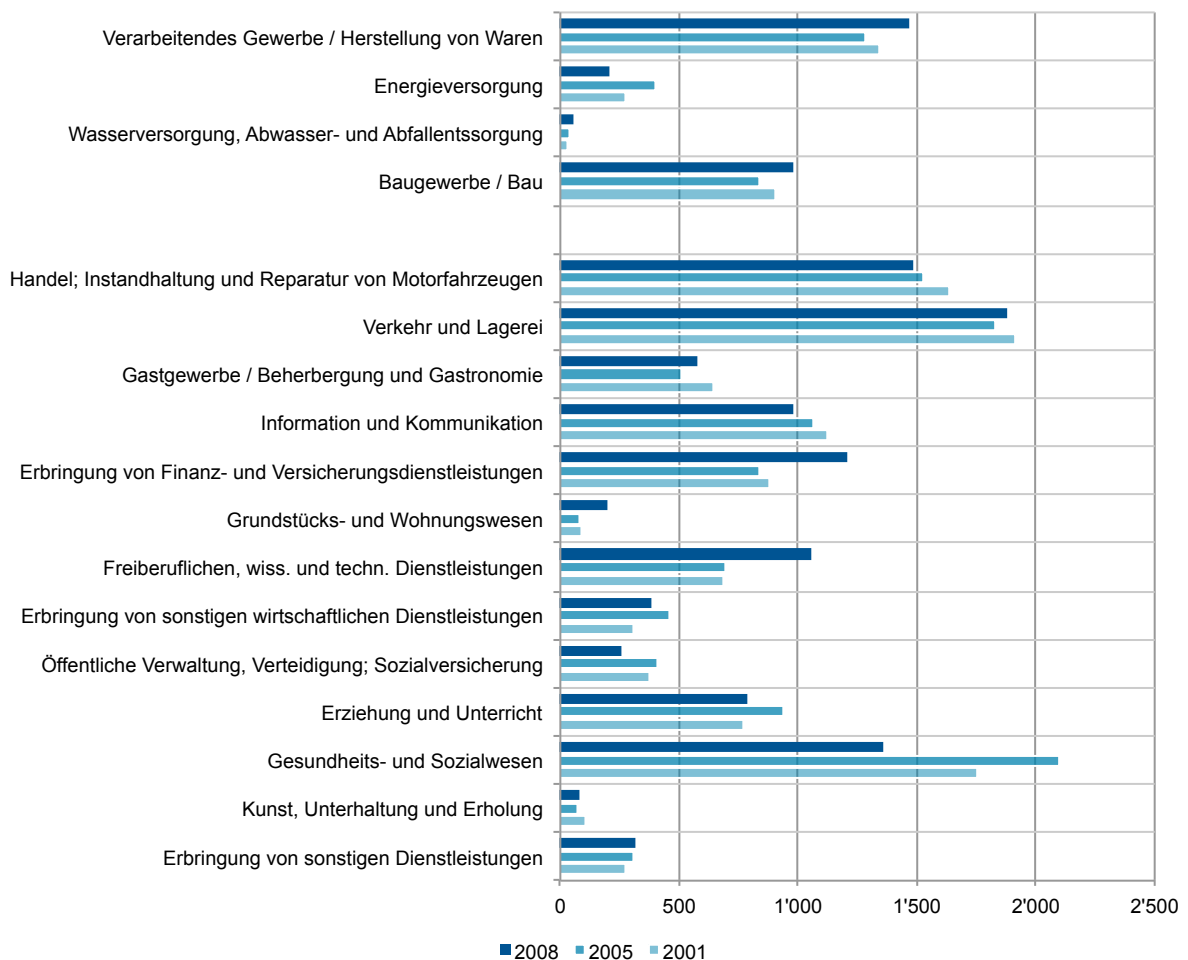 Verarbeitendes Gewerbe / Herstellung von Waren
Energieversorgung
Wasserversorgung, Abwasser- und Abfallentssorgung
Baugewerbe / Bau
Handel; Instandhaltung und Reparatur von Motorfahrzeugen
Verkehr und Lagerei
Gastgewerbe / Beherbergung und Gastronomie
Information und Kommunikation
Erbringung von Finanz- und Versicherungsdienstleistungen
Grundstücks- und Wohnungswesen
Freiberuflichen, wiss. und techn. Dienstleistungen
Erbringung von sonstigen wirtschaftlichen Dienstleistungen
Öffentliche Verwaltung, Verteidigung; Sozialversicherung
Erziehung und Unterricht
Gesundheits- und Sozialwesen
Kunst, Unterhaltung und Erholung
Erbringung von sonstigen Dienstleistungen
0 500 1'000 1'500 2'000 2'500
2008 2005 2001